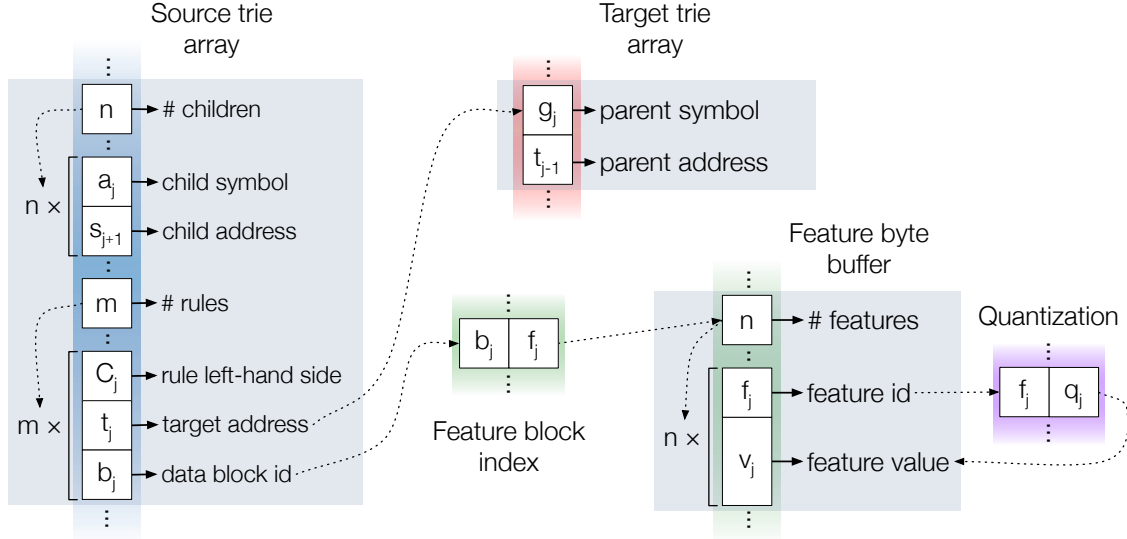 Source trie
array
⋮
n
# children
⋮
n ×
a_j
child symbol
s_{j+1}
child address
⋮
m
# rules
⋮
m ×
C_j
rule left-hand side
t_j
target address
b_j
data block id
⋮
Target trie
array
⋮
g_j
parent symbol
t_{j-1}
parent address
⋮
⋮
b_j f_j
⋮
Feature block
index
Feature byte
buffer
⋮
n
# features
⋮
n ×
f_j
feature id
v_j
feature value
⋮
Quantization
⋮
f_j q_j
⋮